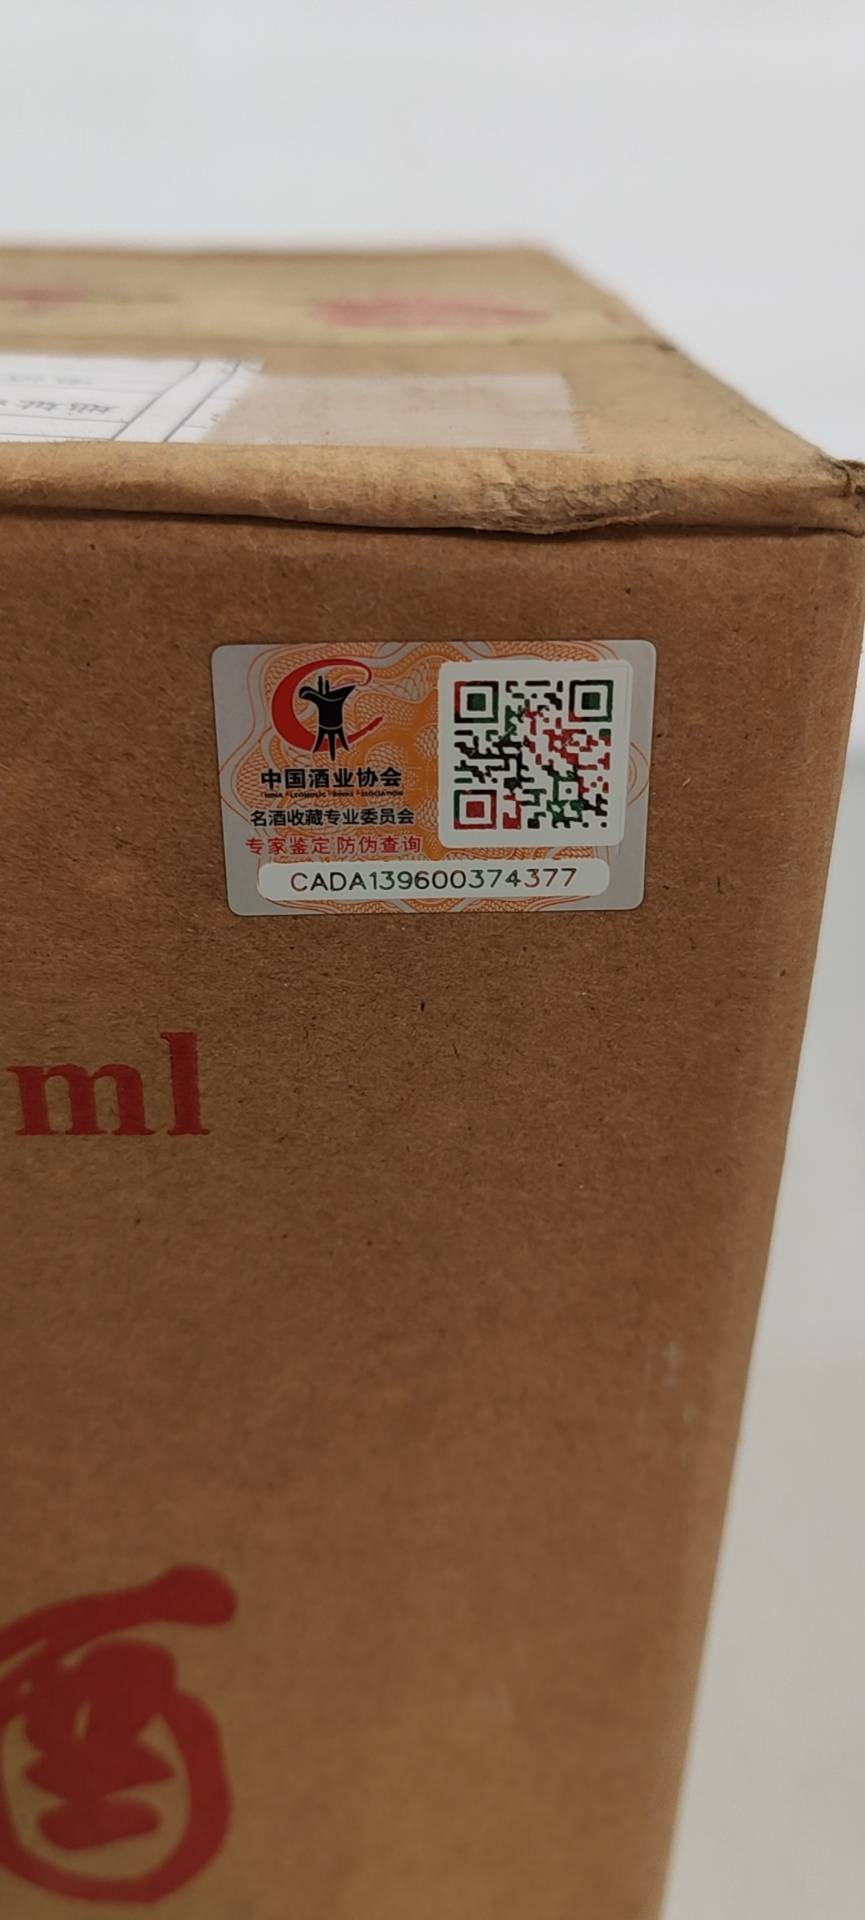 中国酒业协会
名酒收藏专业委员会
专家鉴定 防伪查询
CADA139600374377
ml
酒